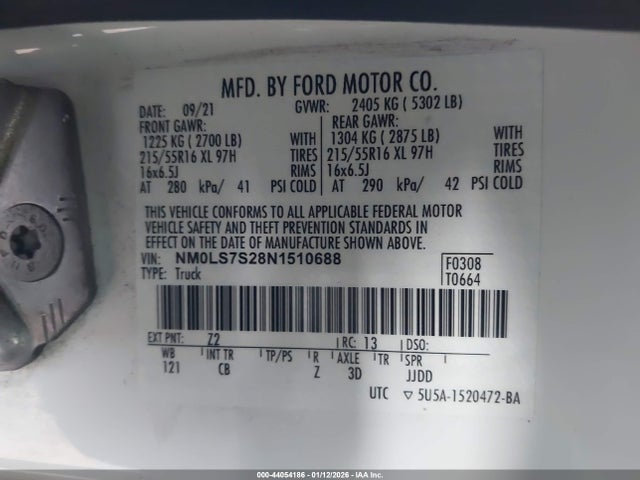 MFD. BY FORD MOTOR CO.
DATE: 09/21 GVWR: 2405 KG ( 5302 LB)
FRONT GAWR: REAR GAWR:
1225 KG ( 2700 LB) WITH 1304 KG ( 2875 LB) WITH
215/55R16 XL 97H TIRES 215/55R16 XL 97H TIRES
16x6.5J RIMS 16x6.5J RIMS
AT 280 kPa/ 41 PSI COLD AT 290 kPa/ 42 PSI COLD
THIS VEHICLE CONFORMS TO ALL APPLICABLE FEDERAL MOTOR
VEHICLE SAFETY AND THEFT PREVENTION STANDARDS IN
EFFECT ON THE DATE OF MANUFACTURE SHOWN ABOVE.
VIN: NM0LS7S28N1510688
TYPE: Truck
F0308
T0664
EXT PNT: Z2 RC: 13 DSO:
WB INT TR TP/PS R AXLE TR SPR
121 CB Z 3D JJDD
UTC ▽ 5U5A-1520472-BA
000-44054186 - 01/12/2026 - IAA, Inc.